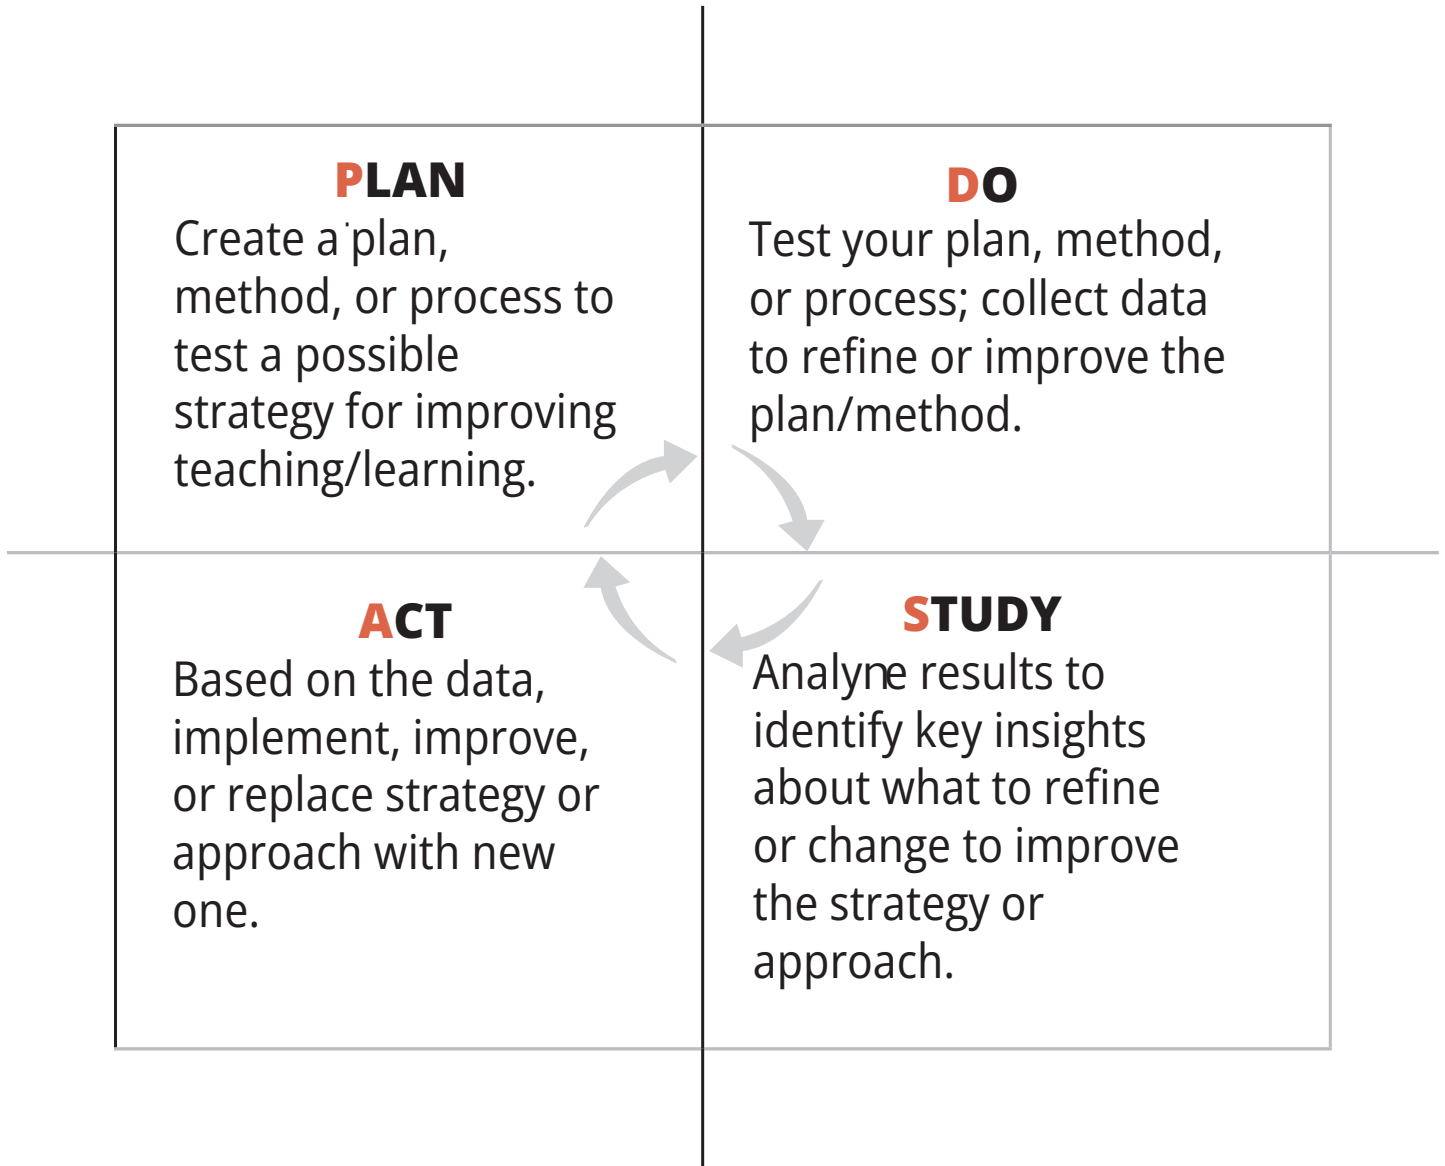 PLAN
Create a plan,
method, or process to
test a possible
strategy for improving
teaching/learning.
DO
Test your plan, method,
or process; collect data
to refine or improve the
plan/method.
ACT
Based on the data,
implement, improve,
or replace strategy or
approach with new
one.
STUDY
Analyne results to
identify key insights
about what to refine
or change to improve
the strategy or
approach.